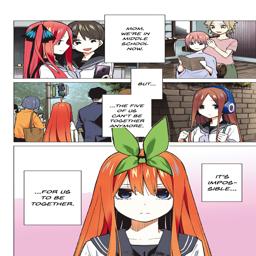 MOM,
WE'RE IN
MIDDLE
SCHOOL
NOW.
BUT...
...THE FIVE
OF US
CAN'T BE
TOGETHER
ANYMORE.
IT'S
IMPOS-
SIBLE...
...FOR US
TO BE
TOGETHER.